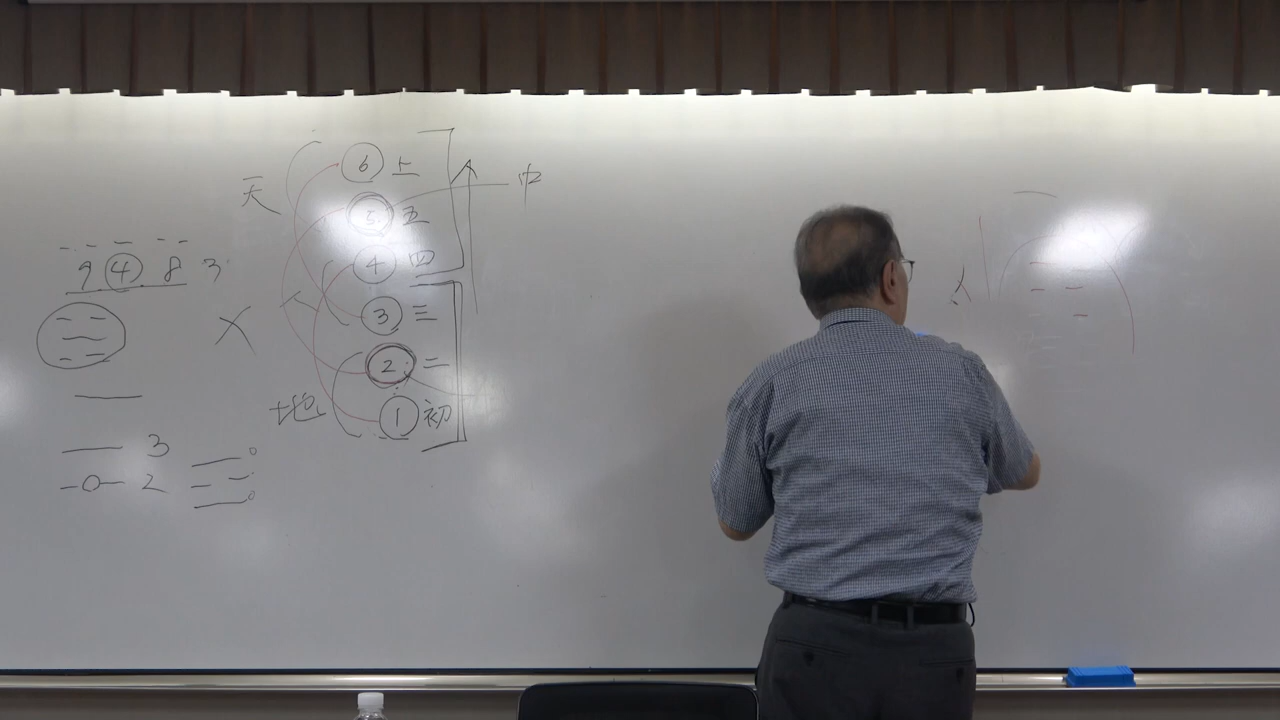 ⑥ 上
天
中
⑤ 五
④ 四
9 ④ 8 3
人
③ 三
② 二
地
① 初
3
2
人